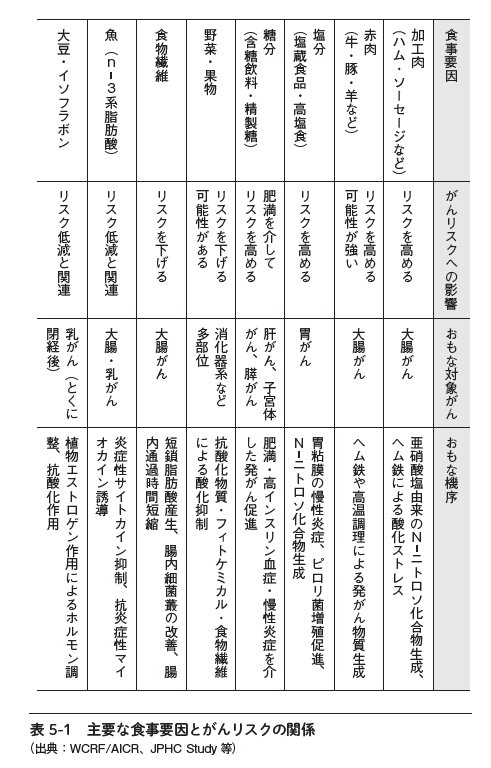 食事要因
がんリスクへの影響
おもな対象がん
おもな機序
加工肉
（ハム・ソーセージなど）
リスクを高める
大腸がん
亜硝酸塩由来のN-ニトロソ化合物生成、
ヘム鉄による酸化ストレス
赤肉
（牛・豚・羊など）
リスクを高める
可能性が強い
大腸がん
ヘム鉄や高温調理による発がん物質生成
塩分
（塩蔵食品・高塩食）
リスクを高める
胃がん
胃粘膜の慢性炎症、ピロリ菌増殖促進、
N-ニトロソ化合物生成
糖分
（含糖飲料・精製糖）
肥満を介して
リスクを高める
肝がん、子宮体
がん、膵がん
肥満・高インスリン血症・慢性炎症を介
した発がん促進
野菜・果物
リスクを下げる
可能性がある
消化器系など
多部位
抗酸化物質・フィトケミカル・食物繊維
による酸化抑制
食物繊維
リスクを下げる
大腸がん
短鎖脂肪酸産生、腸内細菌叢の改善、腸
内通過時間短縮
魚（n-3系脂肪酸）
リスク低減と関連
大腸・乳がん
炎症性サイトカイン抑制、抗炎症性マイ
オカイン誘導
大豆・イソフラボン
リスク低減と関連
乳がん（とくに
閉経後）
植物エストロゲン作用によるホルモン調
整、抗酸化作用
表 5-1　主要な食事要因とがんリスクの関係
（出典：WCRF/AICR、JPHC Study 等）